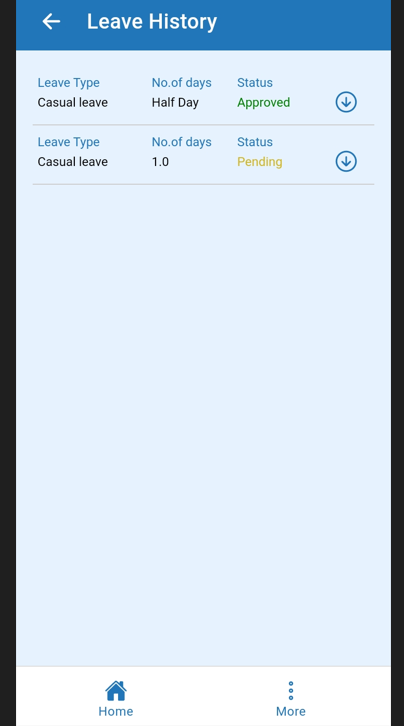 Leave History
Leave Type No.of days Status
Casual leave Half Day Approved
Leave Type No.of days Status
Casual leave 1.0 Pending
Home More